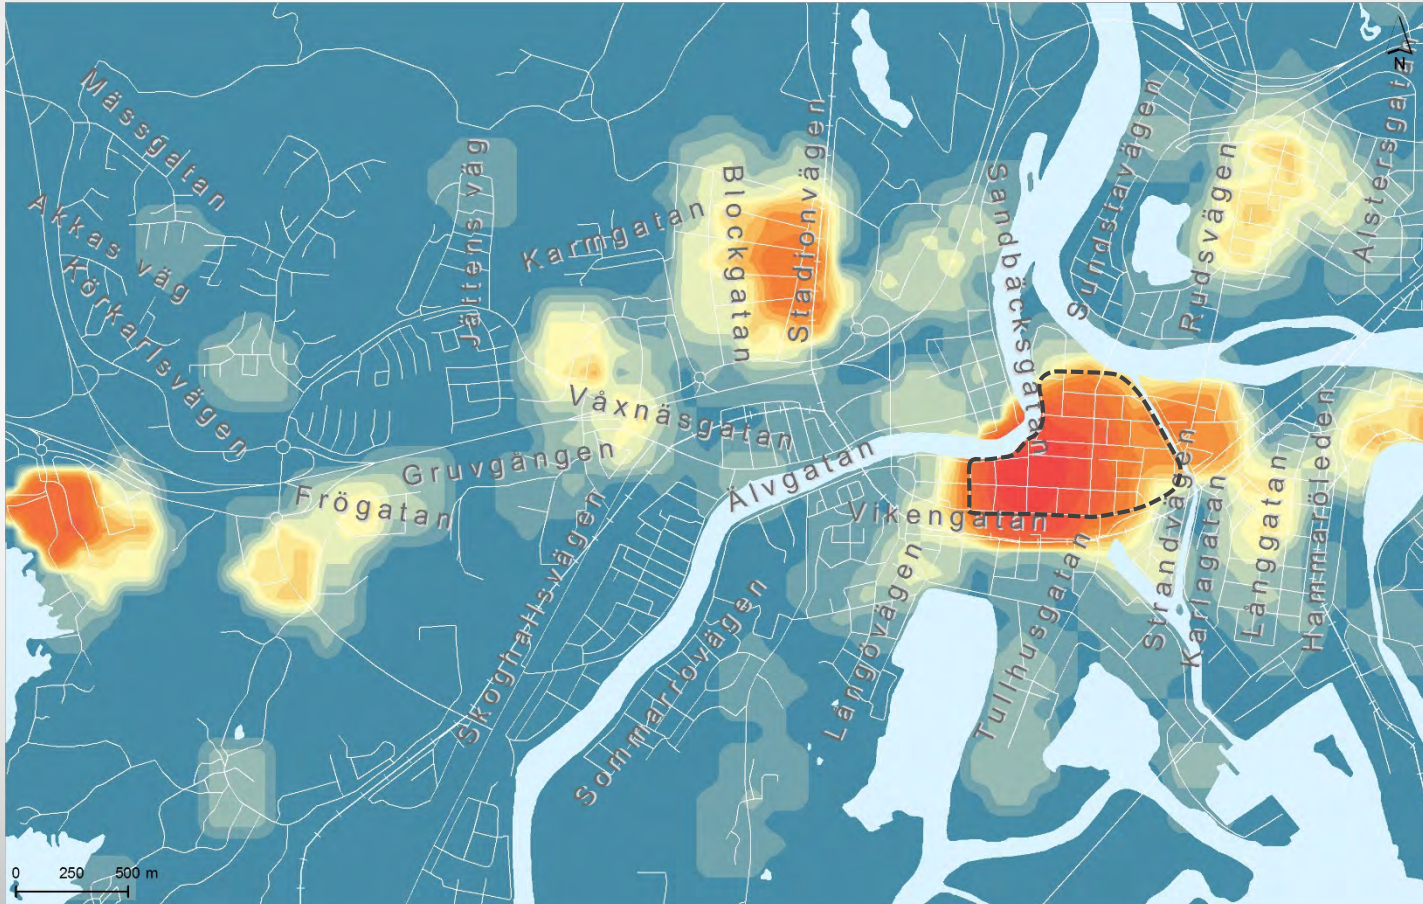 N
Mässgatan
Akkas väg
Körkarlsvägen
Jättens väg
Karmgatan
Blockgatan
Stadionvägen
Sandbäcksgatan
Sundstavägen
Rudsvägen
Alstersgatan
Våxnäsgatan
Gruvgängen
Frögatan
Älvgatan
Vikengatan
Skoghallsvägen
Sommarrovägen
Långövägen
Tullhusgatan
Strandvägen
Karlagatan
Långgatan
Hammaröleden
0 250 500 m